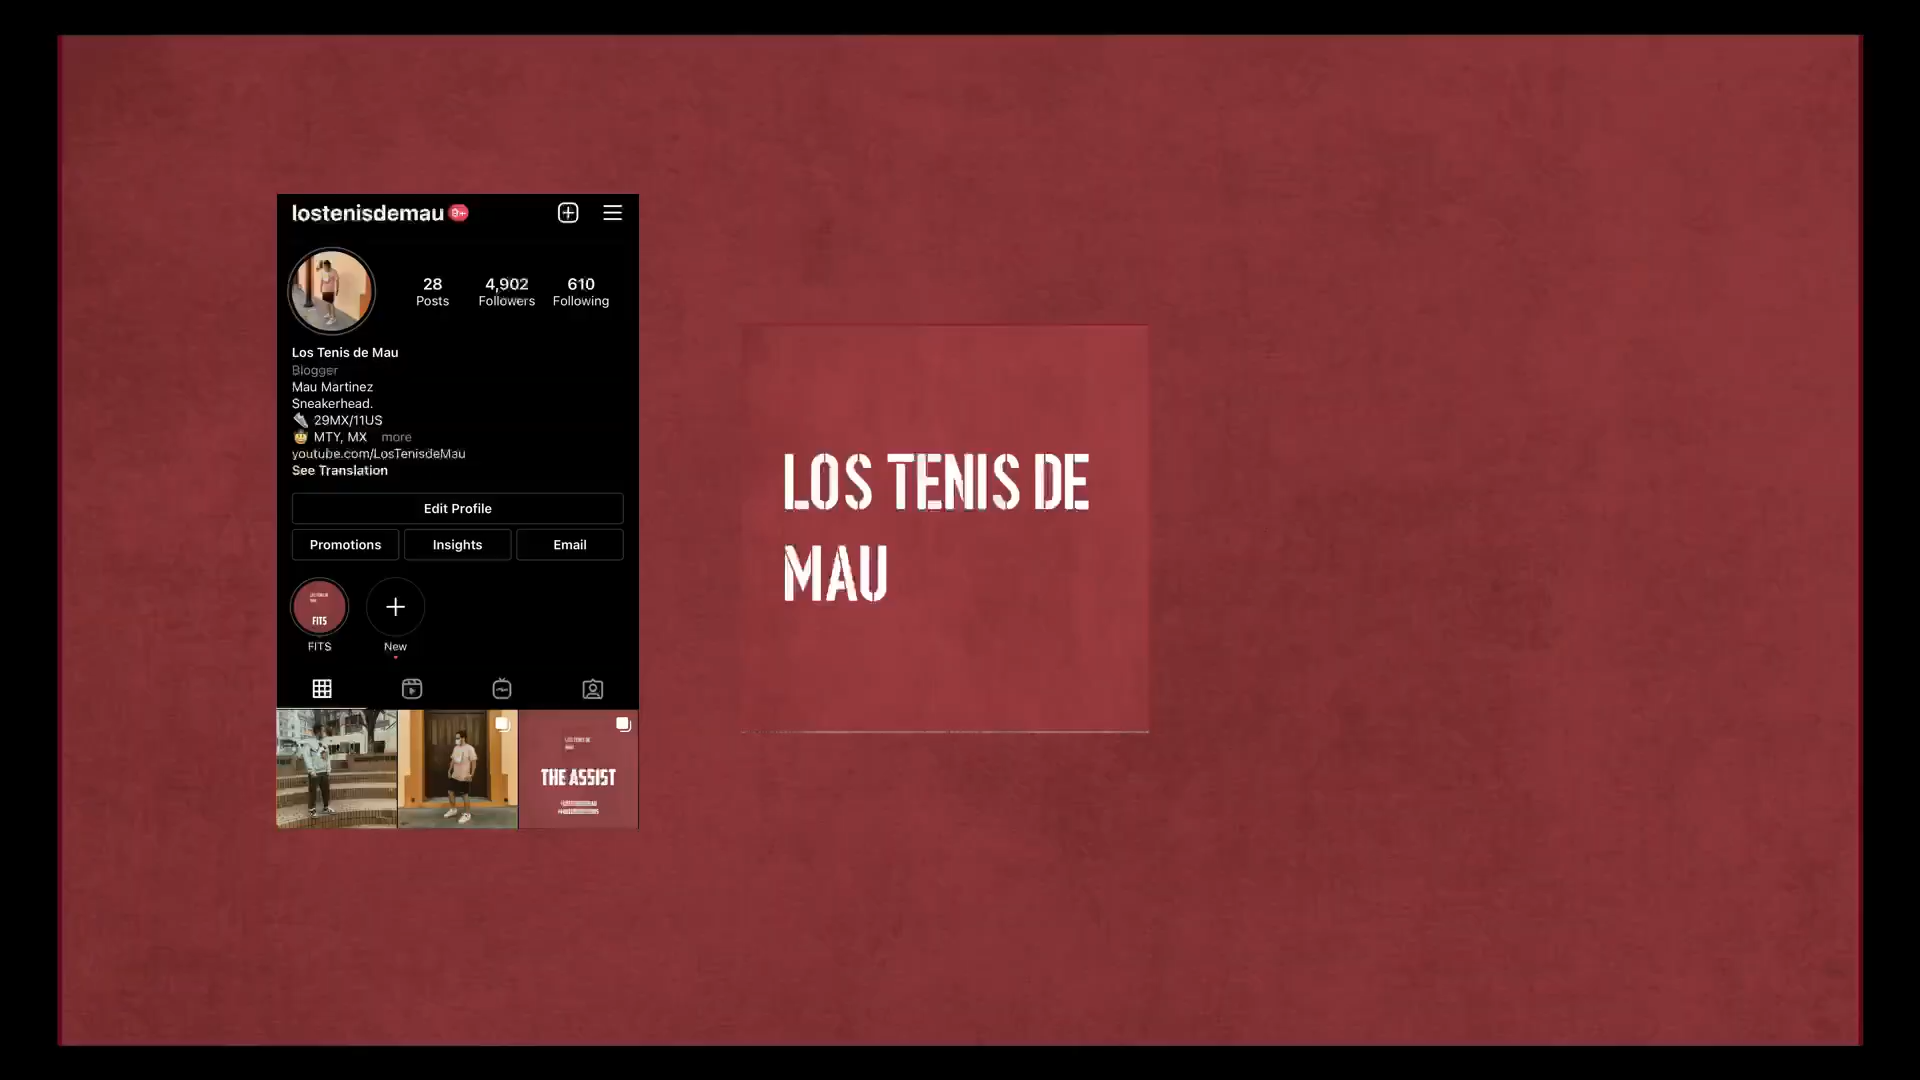 lostenisdemau 9+
28
Posts
4,902
Followers
610
Following
Los Tenis de Mau
Blogger
Mau Martinez
Sneakerhead.
29MX/11US
MTY, MX more
youtube.com/LosTenisdeMau
See Translation
Edit Profile
Promotions
Insights
Email
FITS
FITS
New
THE ASSIST
LOS TENIS DE
MAU